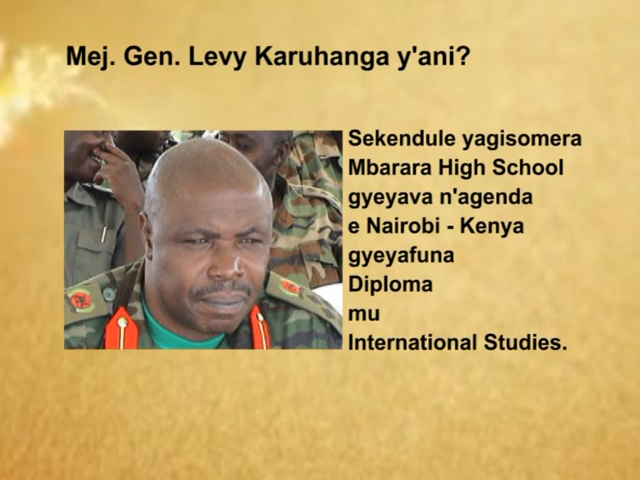 Mej. Gen. Levy Karuhanga y'ani?
Sekendule yagisomera
Mbarara High School
gyeyava n'agenda
e Nairobi - Kenya
gyeyafuna
Diploma
mu
International Studies.